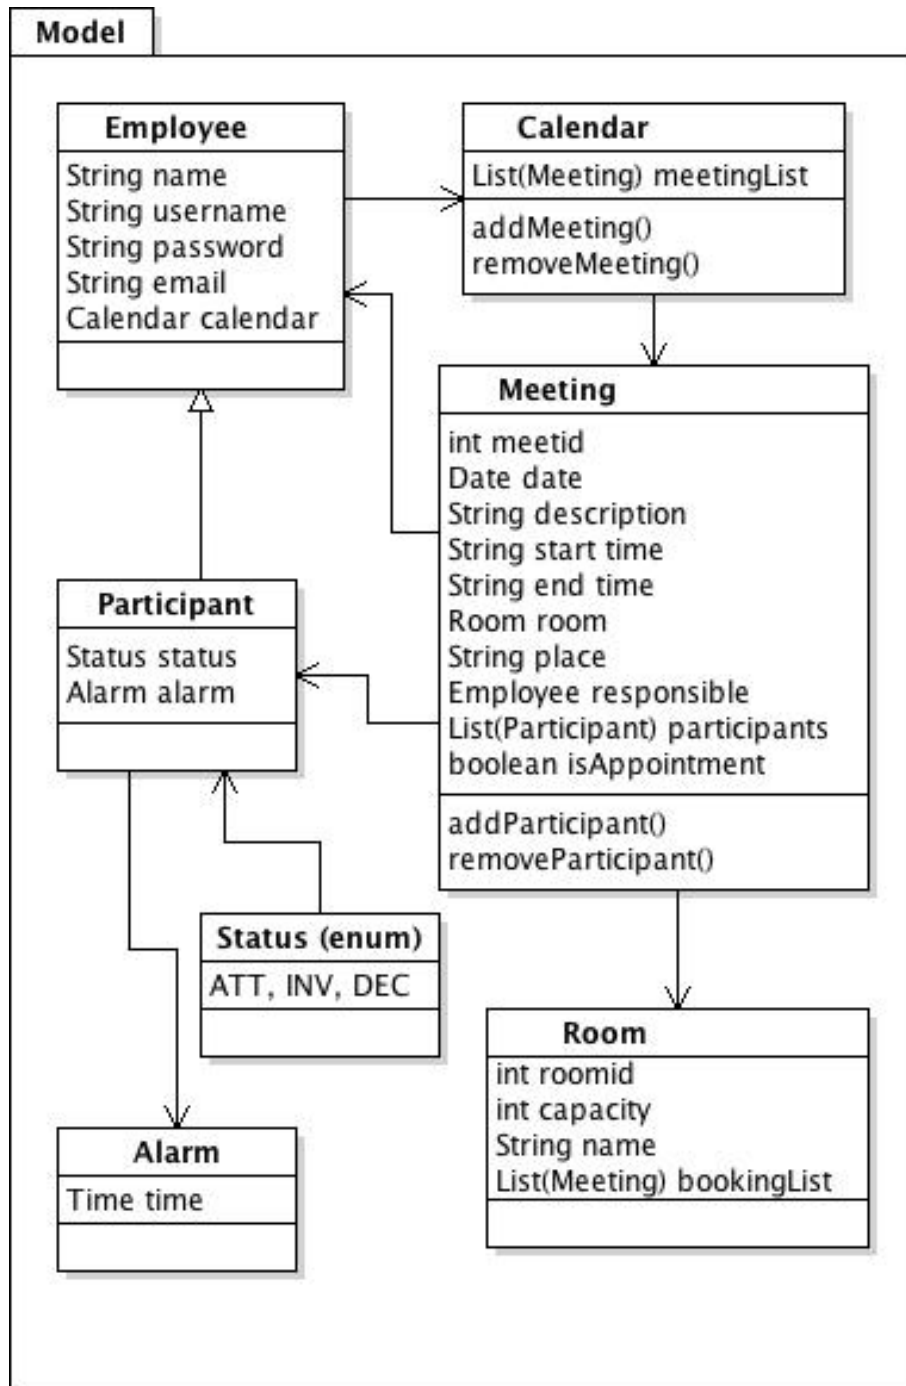 Model
Employee
String name
String username
String password
String email
Calendar calendar
Calendar
List(Meeting) meetingList
addMeeting()
removeMeeting()
Meeting
int meetid
Date date
String description
String start time
String end time
Room room
String place
Employee responsible
List(Participant) participants
boolean isAppointment
addParticipant()
removeParticipant()
Participant
Status status
Alarm alarm
Status (enum)
ATT, INV, DEC
Alarm
Time time
Room
int roomid
int capacity
String name
List(Meeting) bookingList